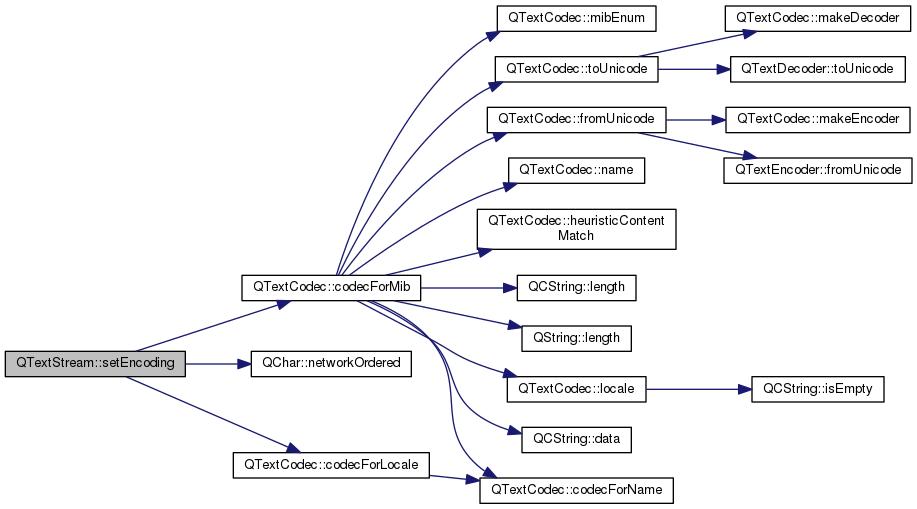 QTextCodec::mibEnum
QTextCodec::makeDecoder
QTextCodec::toUnicode
QTextDecoder::toUnicode
QTextCodec::fromUnicode
QTextCodec::makeEncoder
QTextEncoder::fromUnicode
QTextCodec::name
QTextCodec::heuristicContent
Match
QTextCodec::codecForMib
QCString::length
QString::length
QTextStream::setEncoding
QChar::networkOrdered
QTextCodec::locale
QCString::isEmpty
QCString::data
QTextCodec::codecForLocale
QTextCodec::codecForName